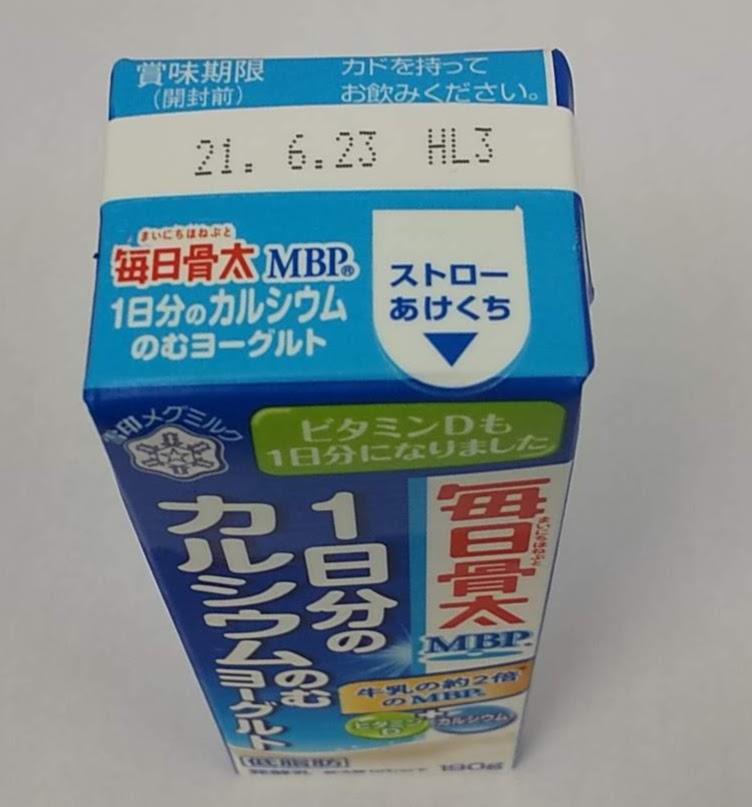 賞味期限
(開封前)
カドを持って
お飲みください。
21. 6.23 HL3
まいにちほねぶと
毎日骨太 MBP®
1日分のカルシウム
のむヨーグルト
ストロー
あけくち
雪印メグミルク
ビタミンDも
1日分になりました
毎日骨太
まいにちほねぶと
MBP®
1日分の
カルシウム
のむ
ヨーグルト
牛乳の約2倍
のMBP®
ビタミン
D
+
カルシウム
低脂肪
190g